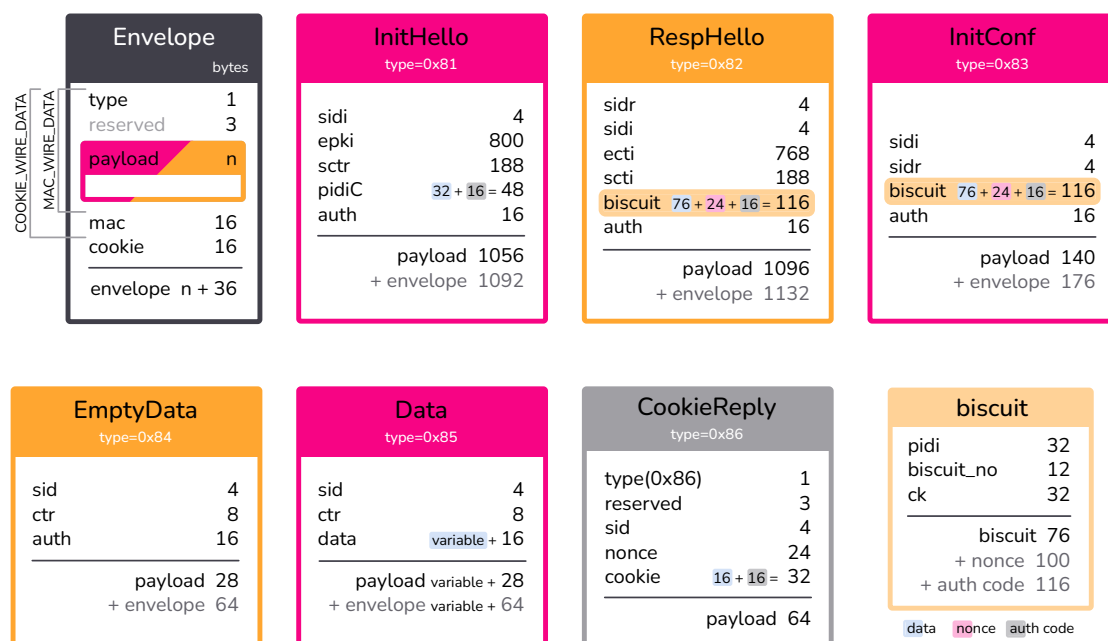 Envelope
bytes
type 1
reserved 3
payload n
mac 16
cookie 16
envelope n + 36
COOKIE_WIRE_DATA
MAC_WIRE_DATA
InitHello
type=0x81
sidi 4
epki 800
sctr 188
pidiC 32 + 16 = 48
auth 16
payload 1056
+ envelope 1092
RespHello
type=0x82
sidr 4
sidi 4
ecti 768
scti 188
biscuit 76 + 24 + 16 = 116
auth 16
payload 1096
+ envelope 1132
InitConf
type=0x83
sidi 4
sidr 4
biscuit 76 + 24 + 16 = 116
auth 16
payload 140
+ envelope 176
EmptyData
type=0x84
sid 4
ctr 8
auth 16
payload 28
+ envelope 64
Data
type=0x85
sid 4
ctr 8
data variable + 16
payload variable + 28
+ envelope variable + 64
CookieReply
type=0x86
type(0x86) 1
reserved 3
sid 4
nonce 24
cookie 16 + 16 = 32
payload 64
biscuit
pidi 32
biscuit_no 12
ck 32
biscuit 76
+ nonce 100
+ auth code 116
data nonce auth code